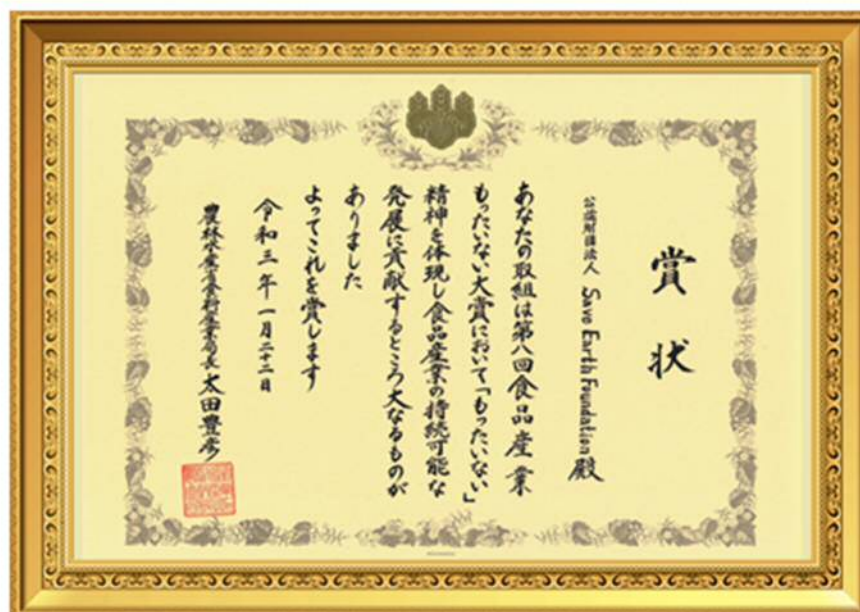 賞状
公益財団法人 Save Earth Foundation 殿
あなたの取組は第八回食品産業
もったいない大賞において「もったいない」
精神を体現し食品産業の持続可能な
発展に貢献するところ大なるものが
ありました
よってこれを賞します
令和三年一月二十二日
農林水産省食料産業局長 太田豊彦